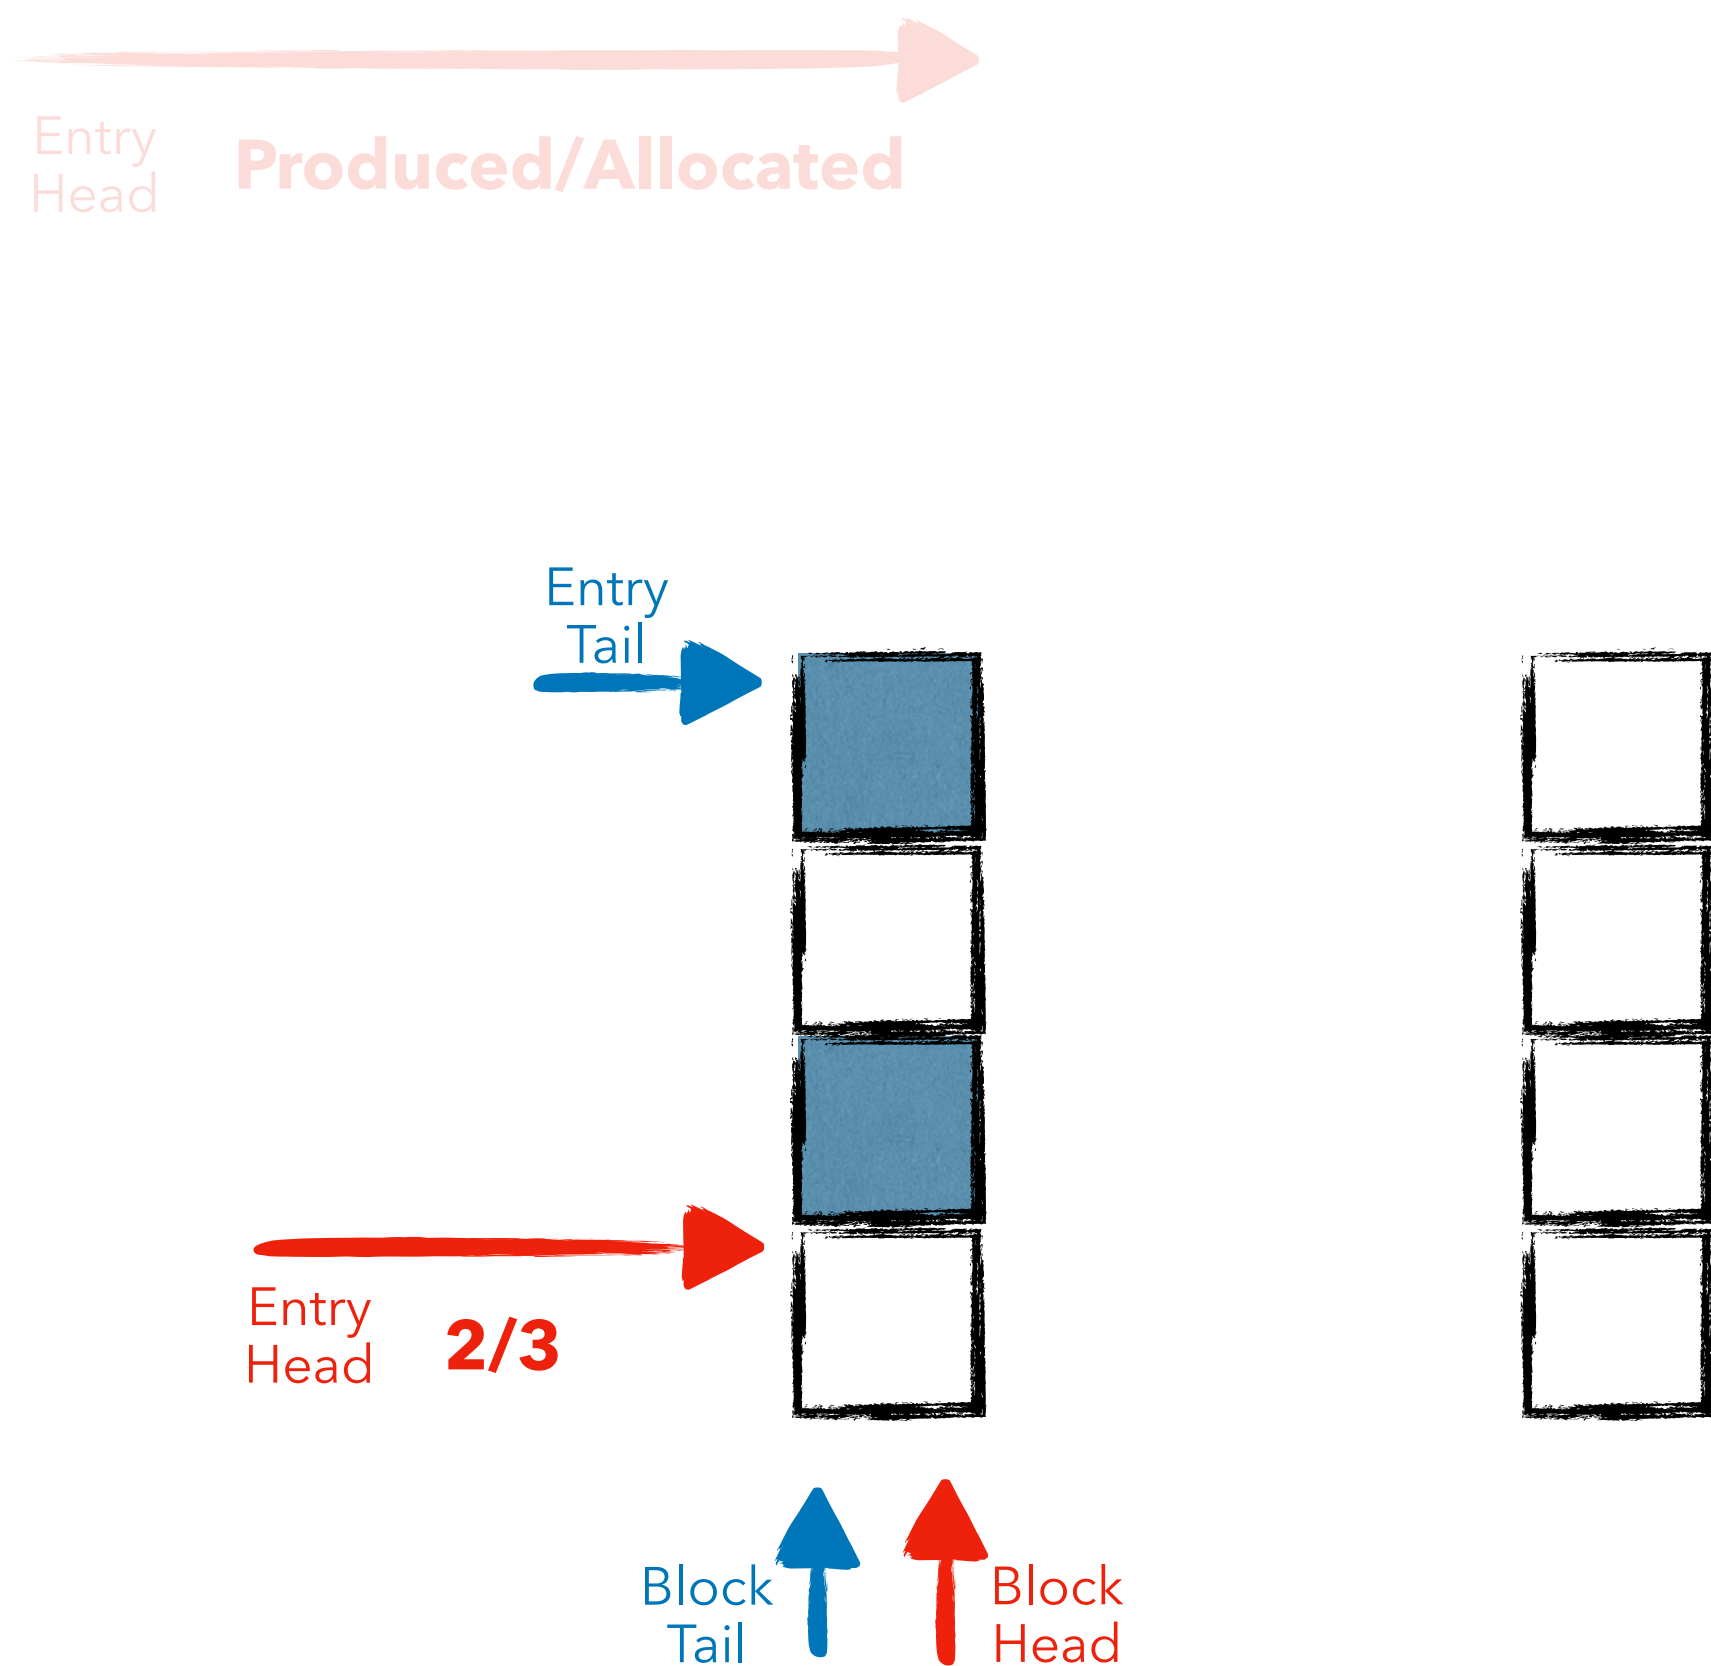 Entry
Head
Produced/Allocated
Entry
Tail
Entry
Head
2/3
Block
Tail
Block
Head